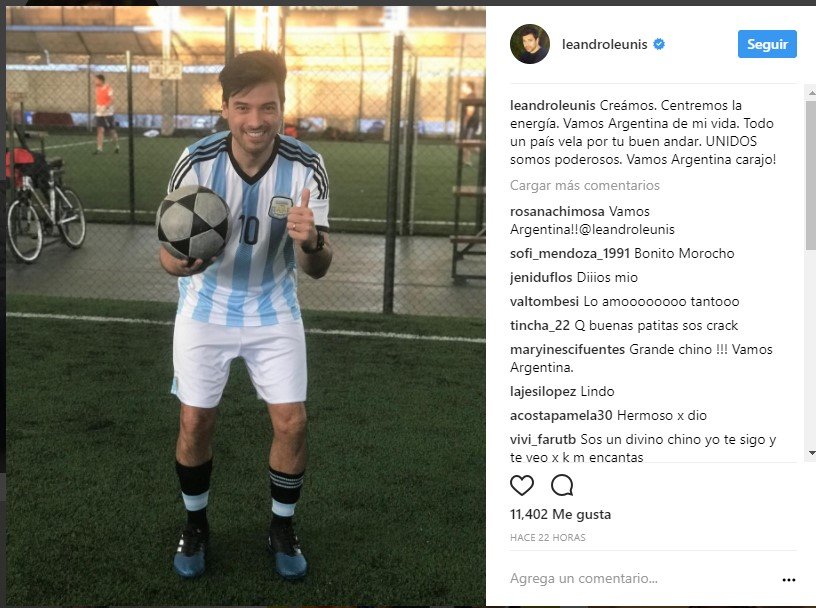 10
leandroleunis
Seguir
leandroleunis Creámos. Centremos la
energía. Vamos Argentina de mi vida. Todo
un país vela por tu buen andar. UNIDOS
somos poderosos. Vamos Argentina carajo!
Cargar más comentarios
rosanachimosa Vamos
Argentina!!@leandroleunis
sofi_mendoza_1991 Bonito Morocho
jeniduflos Diiios mio
valtombesi Lo amoooooooo tantooo
tincha_22 Q buenas patitas sos crack
maryinescifuentes Grande chino !!! Vamos
Argentina.
lajesilopez Lindo
acostapamela30 Hermoso x dio
vivi_farutb Sos un divino chino yo te sigo y
te veo x k m encantas
11,402 Me gusta
HACE 22 HORAS
Agrega un comentario...